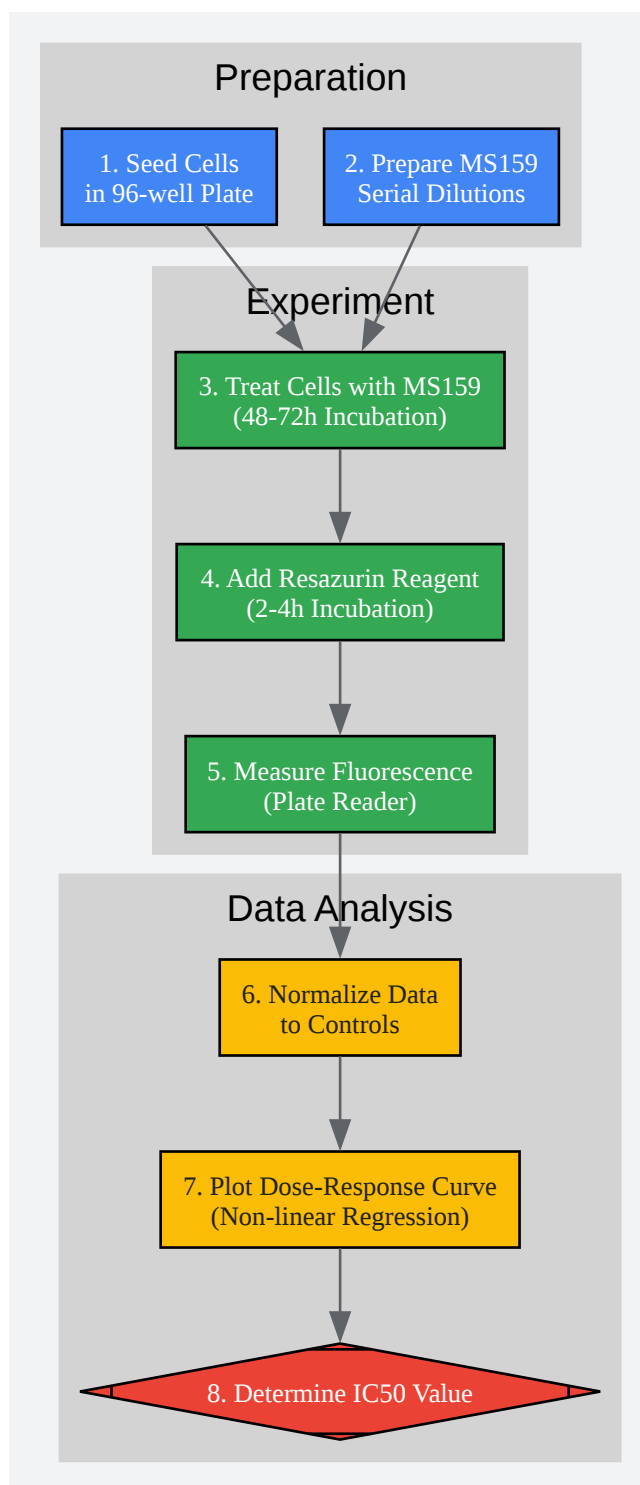 Preparation
1. Seed Cells
in 96-well Plate
2. Prepare MS159
Serial Dilutions
Experiment
3. Treat Cells with MS159
(48-72h Incubation)
4. Add Resazurin Reagent
(2-4h Incubation)
5. Measure Fluorescence
(Plate Reader)
Data Analysis
6. Normalize Data
to Controls
7. Plot Dose-Response Curve
(Non-linear Regression)
8. Determine IC50 Value